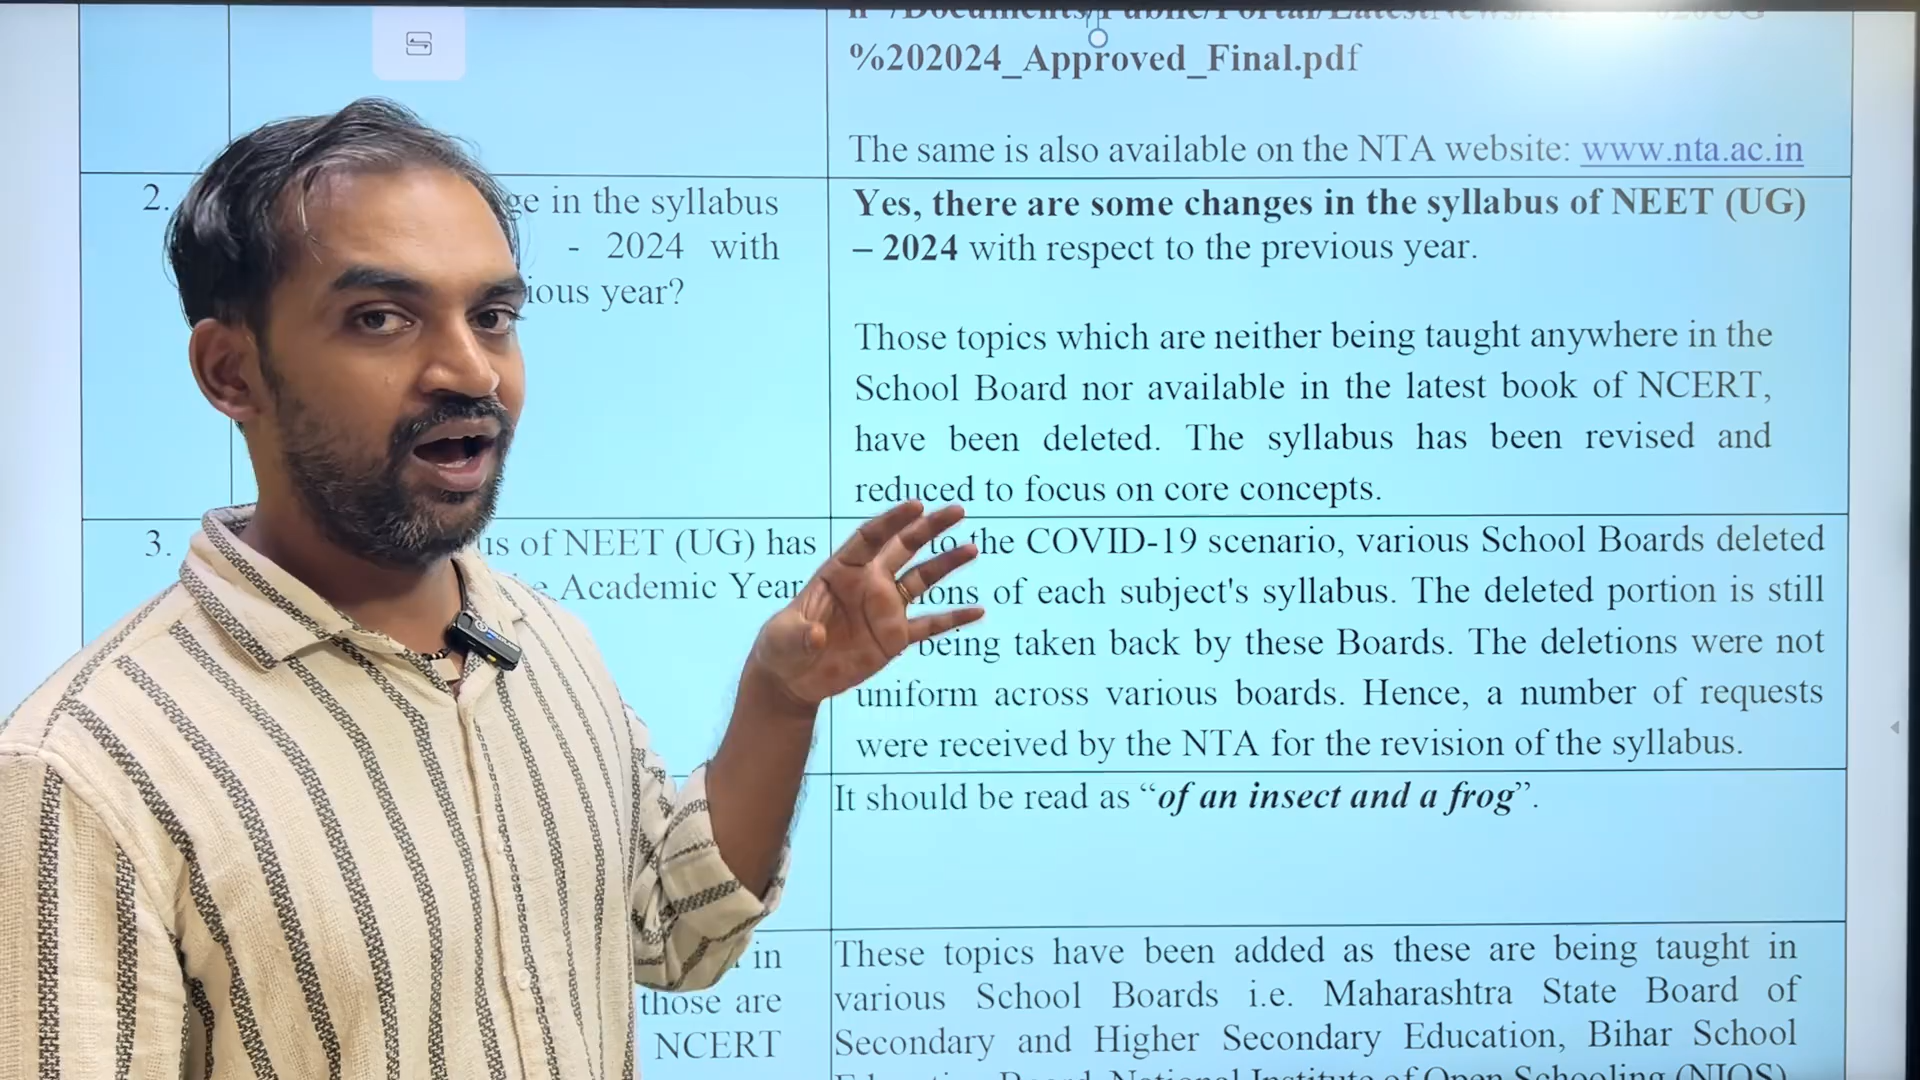 %202024_Approved_Final.pdf
The same is also available on the NTA website: www.nta.ac.in
2.
in the syllabus
- 2024 with
year?
Yes, there are some changes in the syllabus of NEET (UG)
– 2024 with respect to the previous year.
Those topics which are neither being taught anywhere in the
School Board nor available in the latest book of NCERT,
have been deleted. The syllabus has been revised and
reduced to focus on core concepts.
3.
of NEET (UG) has
Academic Year
to the COVID-19 scenario, various School Boards deleted
of each subject's syllabus. The deleted portion is still
being taken back by these Boards. The deletions were not
uniform across various boards. Hence, a number of requests
were received by the NTA for the revision of the syllabus.
It should be read as “of an insect and a frog”.
in
those are
NCERT
These topics have been added as these are being taught in
various School Boards i.e. Maharashtra State Board of
Secondary and Higher Secondary Education, Bihar School
National Institute of Open Schooling (NIOS)